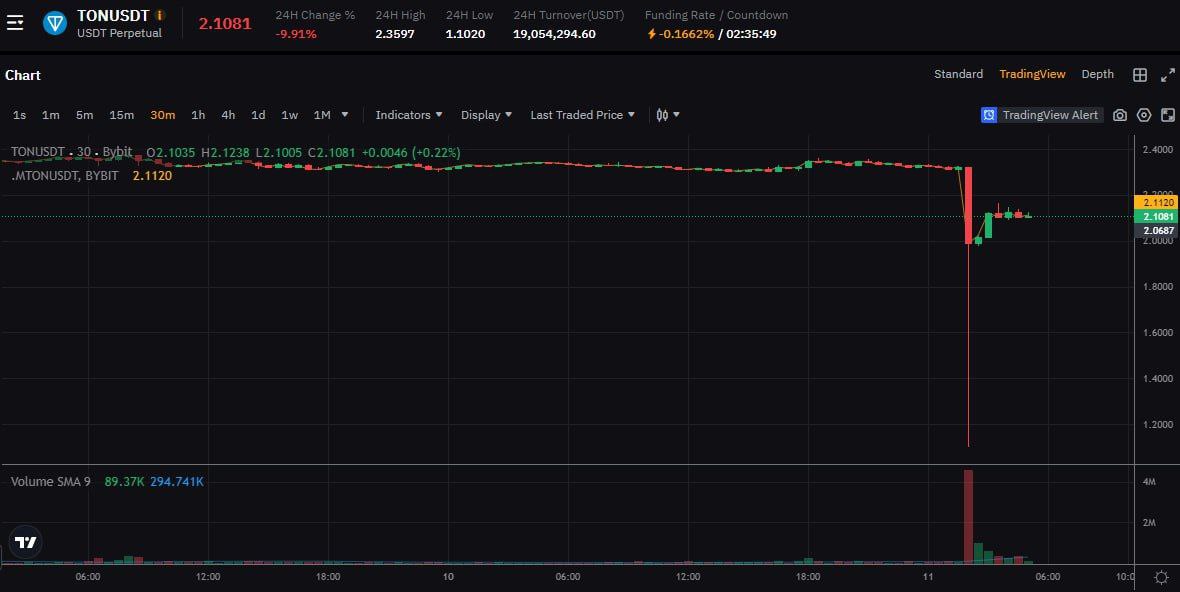 TONUSDT
USDT Perpetual
2.1081
24H Change %
-9.91%
24H High
2.3597
24H Low
1.1020
24H Turnover(USDT)
19,054,294.60
Funding Rate / Countdown
-0.1662% / 02:35:49
Chart
Standard TradingView Depth
1s 1m 5m 15m 30m 1h 4h 1d 1w 1M Indicators Display Last Traded Price TradingView Alert
TONUSDT · 30 · Bybit O2.1035 H2.1238 L2.1005 C2.1081 +0.0046 (+0.22%)
.MTONUSDT, BYBIT 2.1120
2.4000
2.2000
2.1120
2.1081
2.0687
2.0000
1.8000
1.6000
1.4000
1.2000
Volume SMA 9 89.37K 294.741K
4M
2M
06:00 12:00 18:00 10 06:00 12:00 18:00 11 06:00 10:0